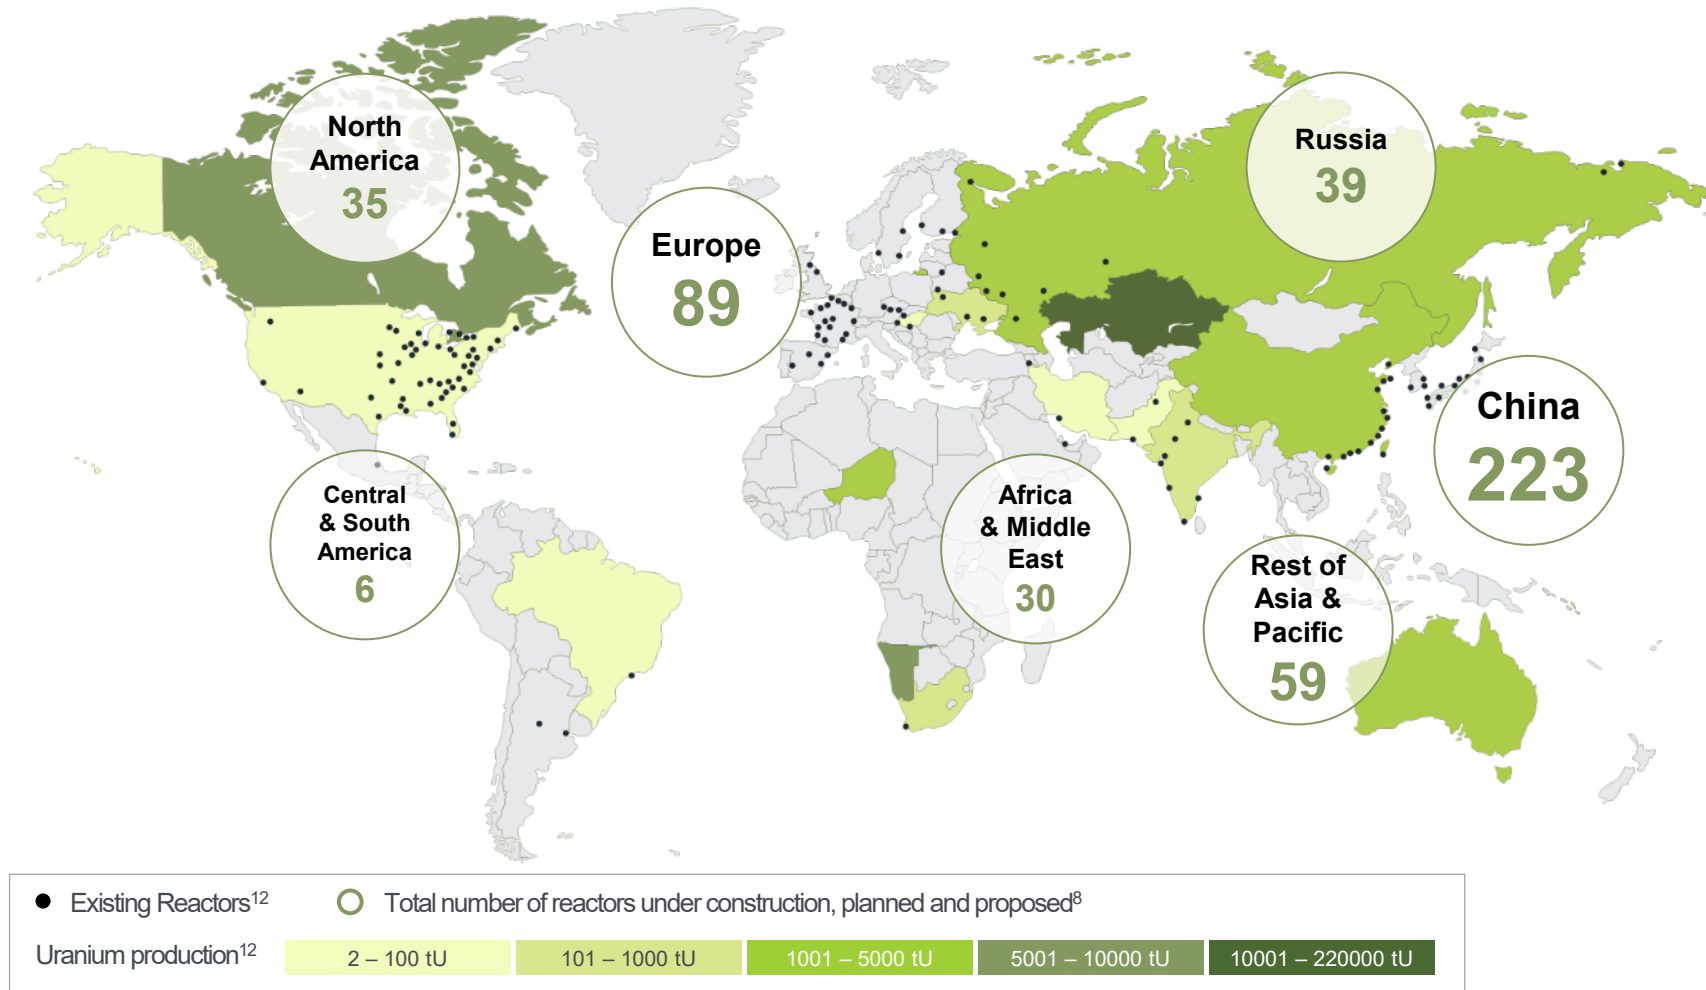 North
America
35
Russia
39
Europe
89
China
223
Central
& South
America
6
Africa
& Middle
East
30
Rest of
Asia &
Pacific
59
Existing Reactors¹²
Total number of reactors under construction, planned and proposed⁸
Uranium production¹²
2 – 100 tU
101 – 1000 tU
1001 – 5000 tU
5001 – 10000 tU
10001 – 220000 tU